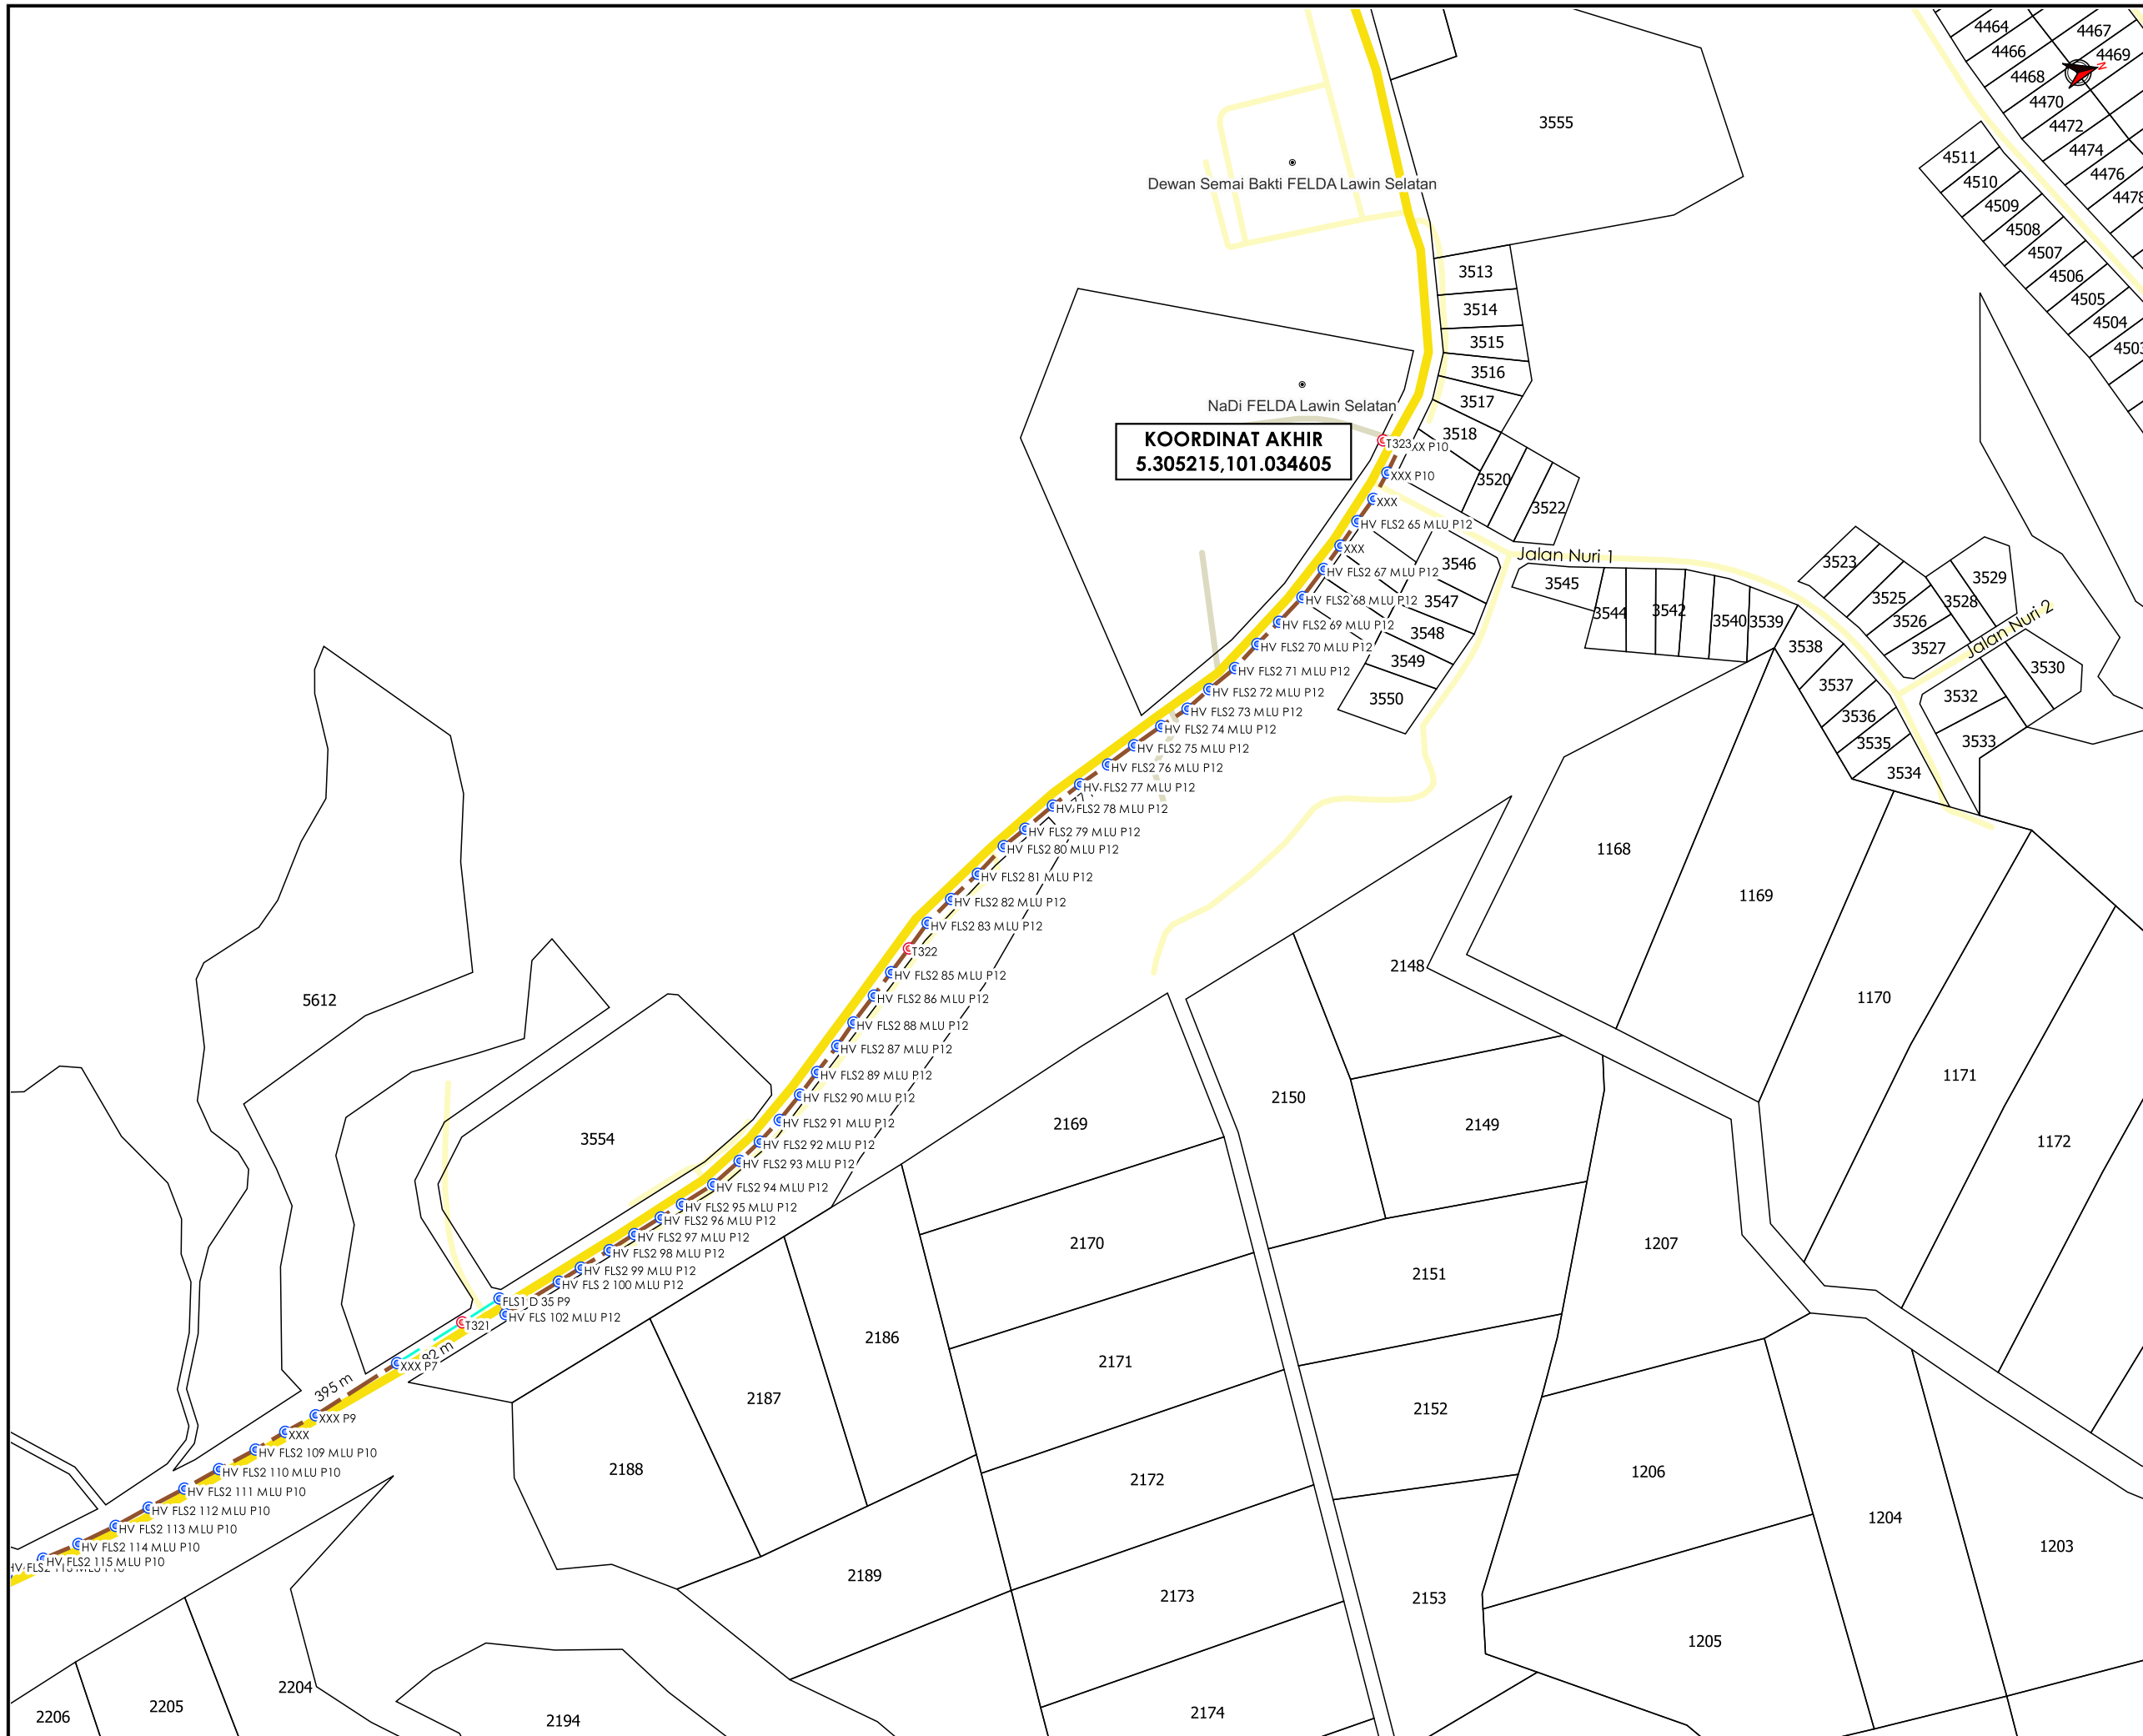 4464
4467
4466
4469
4468
N
4470
3555
4472
4474
4511
4476
4510
4478
Dewan Semai Bakti FELDA Lawin Selatan
4509
4508
4507
3513
4506
4505
3514
4504
3515
4503
3516
NaDi FELDA Lawin Selatan
3517
KOORDINAT AKHIR
5.305215,101.034605
3518
T323
XX P10
XXX P10
3520
XXX
3522
HV FLS2 65 MLU P12
XXX
Jalan Nuri 1
3546
3523
HV FLS2 67 MLU P12
3545
3529
HV FLS2 68 MLU P12
3547
3525
3528
3544
3542
3540
3539
3526
Jalan Nuri 2
HV FLS2 69 MLU P12
3548
HV FLS2 70 MLU P12
3538
3527
3549
HV FLS2 71 MLU P12
3530
3537
HV FLS2 72 MLU P12
3550
3532
HV FLS2 73 MLU P12
3536
HV FLS2 74 MLU P12
3535
3533
HV FLS2 75 MLU P12
HV FLS2 76 MLU P12
3534
HV FLS2 77 MLU P12
HV FLS2 78 MLU P12
HV FLS2 79 MLU P12
HV FLS2 80 MLU P12
1168
HV FLS2 81 MLU P12
1169
HV FLS2 82 MLU P12
HV FLS2 83 MLU P12
T322
2148
HV FLS2 85 MLU P12
HV FLS2 86 MLU P12
5612
1170
HV FLS2 88 MLU P12
HV FLS2 87 MLU P12
HV FLS2 89 MLU P12
1171
HV FLS2 90 MLU P12
2150
HV FLS2 91 MLU P12
2169
2149
3554
HV FLS2 92 MLU P12
1172
HV FLS2 93 MLU P12
HV FLS2 94 MLU P12
HV FLS2 95 MLU P12
HV FLS2 96 MLU P12
HV FLS2 97 MLU P12
2170
1207
HV FLS2 98 MLU P12
HV FLS2 99 MLU P12
2151
HV FLS 2 100 MLU P12
FLS1 D 35 P9
HV FLS 102 MLU P12
T321
2186
92 m
XXX P7
2171
395 m
2187
2152
XXX P9
XXX
HV FLS2 109 MLU P10
HV FLS2 110 MLU P10
2188
2172
1206
HV FLS2 111 MLU P10
HV FLS2 112 MLU P10
1204
HV FLS2 113 MLU P10
HV FLS2 114 MLU P10
1203
HV FLS2 115 MLU P10
2189
2173
2153
1205
2204
2205
2206
2174
2194